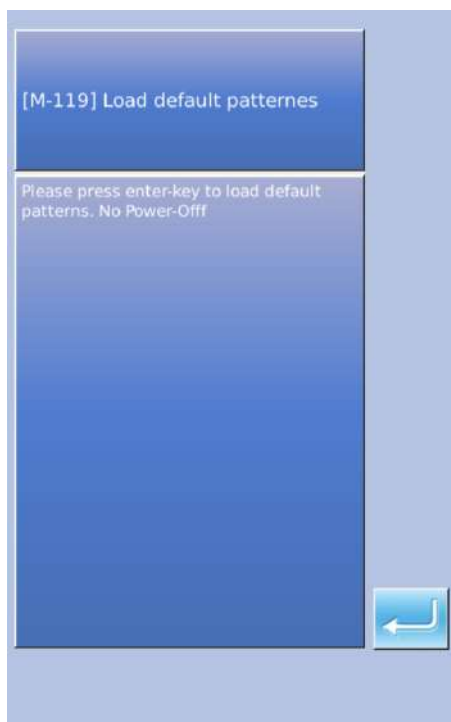 [M-119] Load default patternes
Please press enter-key to load default
patterns. No Power-Offf